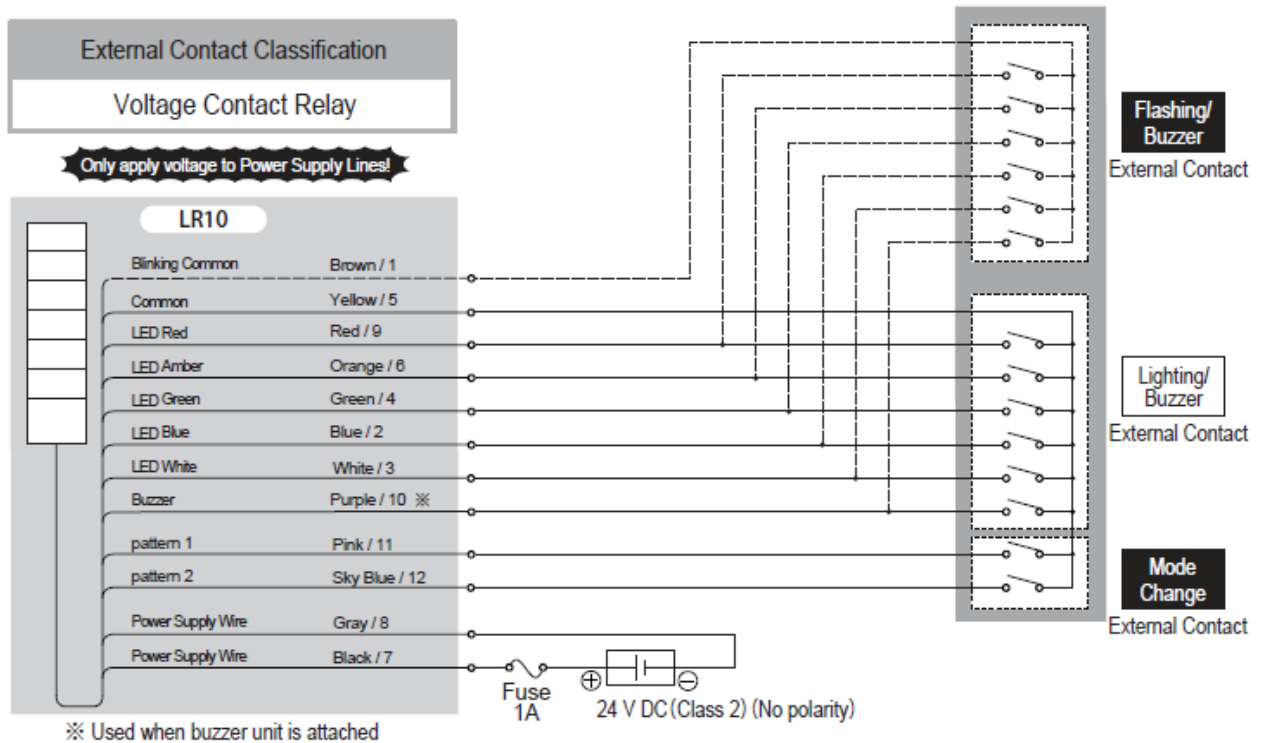 External Contact Classification
Voltage Contact Relay
Only apply voltage to Power Supply Lines!
LR10
Blinking Common Brown / 1
Common Yellow / 5
LED Red Red / 9
LED Amber Orange / 6
LED Green Green / 4
LED Blue Blue / 2
LED White White / 3
Buzzer Purple / 10 ※
pattern 1 Pink / 11
pattern 2 Sky Blue / 12
Power Supply Wire Gray / 8
Power Supply Wire Black / 7
※ Used when buzzer unit is attached
Fuse
1A
⊕ ⊖
24 V DC (Class 2) (No polarity)
Flashing/
Buzzer
External Contact
Lighting/
Buzzer
External Contact
Mode
Change
External Contact